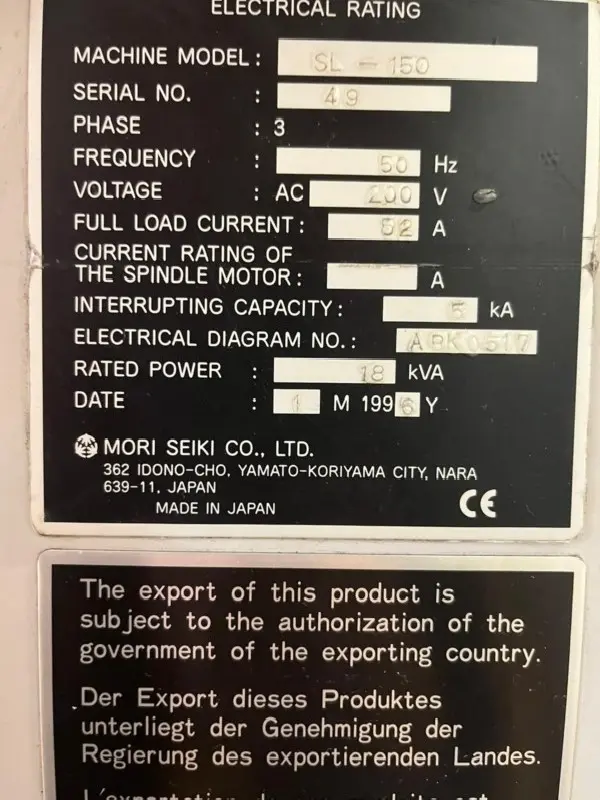 ELECTRICAL RATING
MACHINE MODEL: SL-150
SERIAL NO. : 49
PHASE : 3
FREQUENCY : 50 Hz
VOLTAGE : AC 200 V
FULL LOAD CURRENT: 52 A
CURRENT RATING OF
THE SPINDLE MOTOR: A
INTERRUPTING CAPACITY: 5 kA
ELECTRICAL DIAGRAM NO.: ABK0517
RATED POWER : 18 kVA
DATE : 1 M 1996 Y
MORI SEIKI CO., LTD.
362 IDONO-CHO, YAMATO-KORIYAMA CITY, NARA
639-11, JAPAN
MADE IN JAPAN
CE
The export of this product is
subject to the authorization of the
government of the exporting country.
Der Export dieses Produktes
unterliegt der Genehmigung der
Regierung des exportierenden Landes.